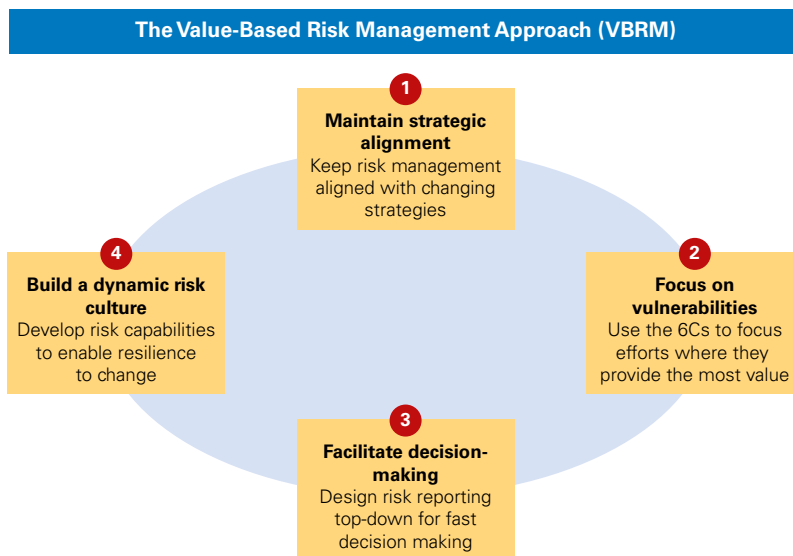 The Value-Based Risk Management Approach (VBRM)
1
Maintain strategic
alignment
Keep risk management
aligned with changing
strategies
2
Focus on
vulnerabilities
Use the 6Cs to focus
efforts where they
provide the most value
3
Facilitate decision-
making
Design risk reporting
top-down for fast
decision making
4
Build a dynamic risk
culture
Develop risk capabilities
to enable resilience
to change